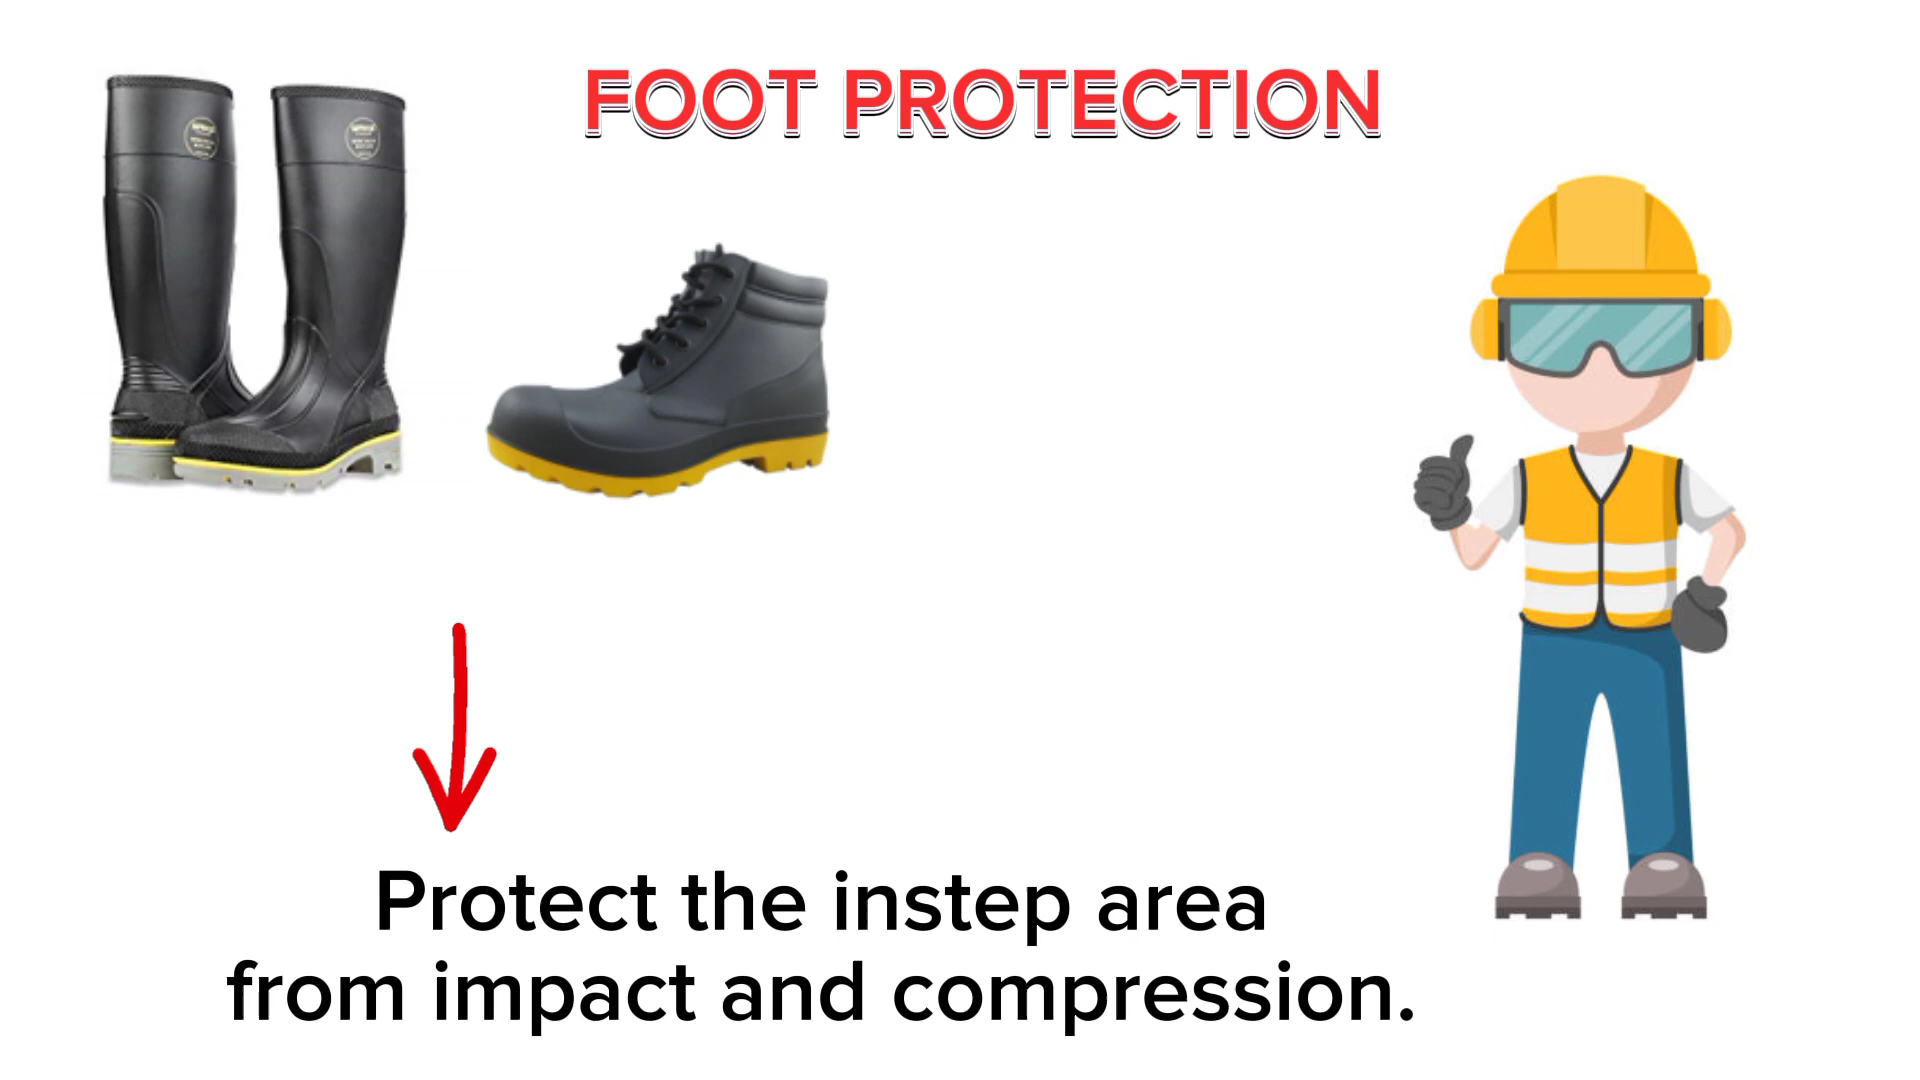 FOOT PROTECTION
Protect the instep area
from impact and compression.